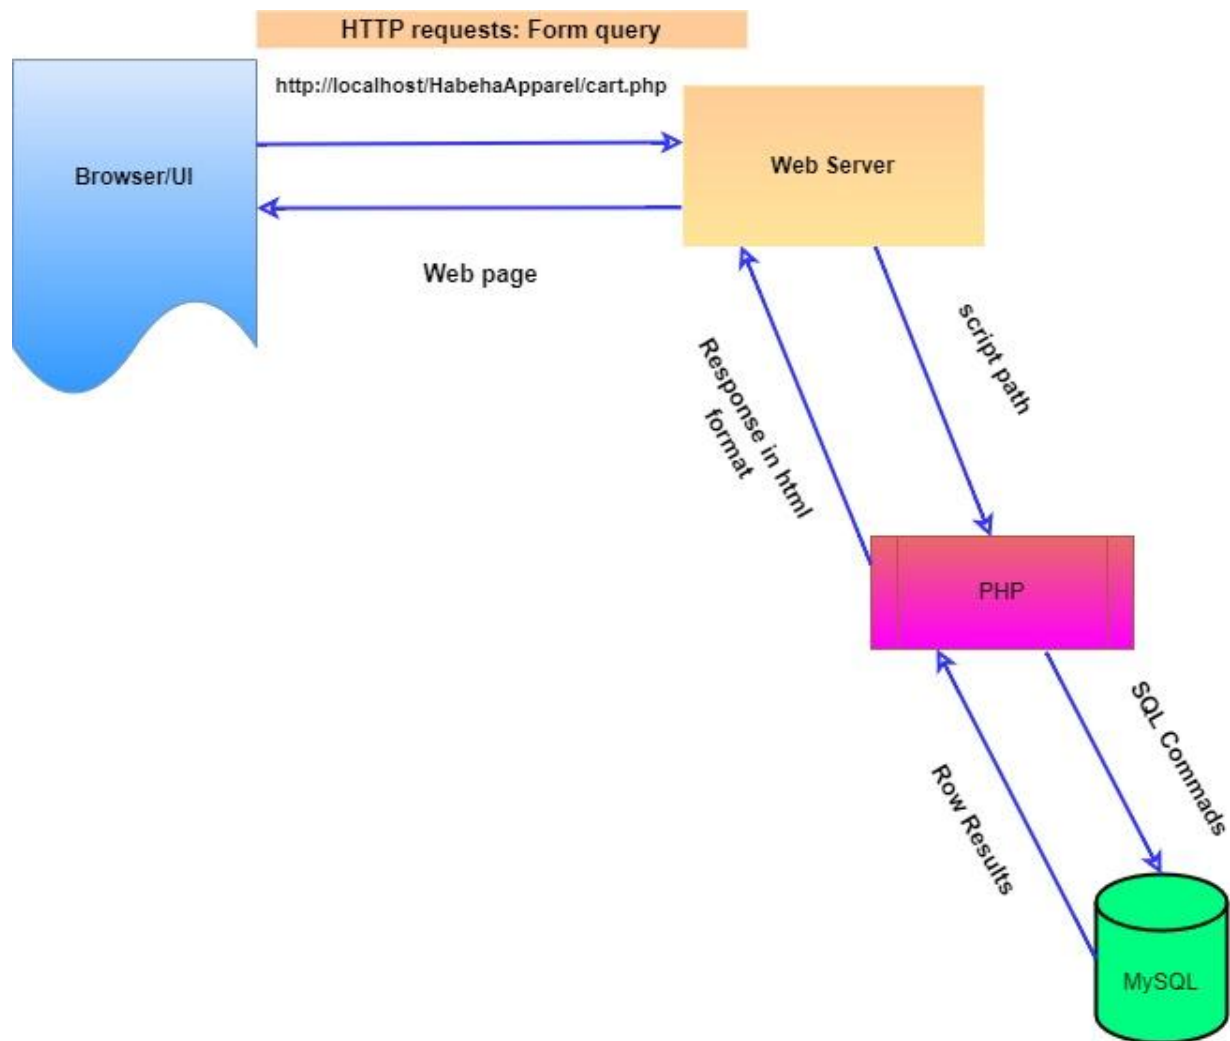 HTTP requests: Form query
http://localhost/HabehaApparel/cart.php
Browser/UI
Web Server
Web page
script path
Response in html
format
PHP
SQL Commads
Row Results
MySQL